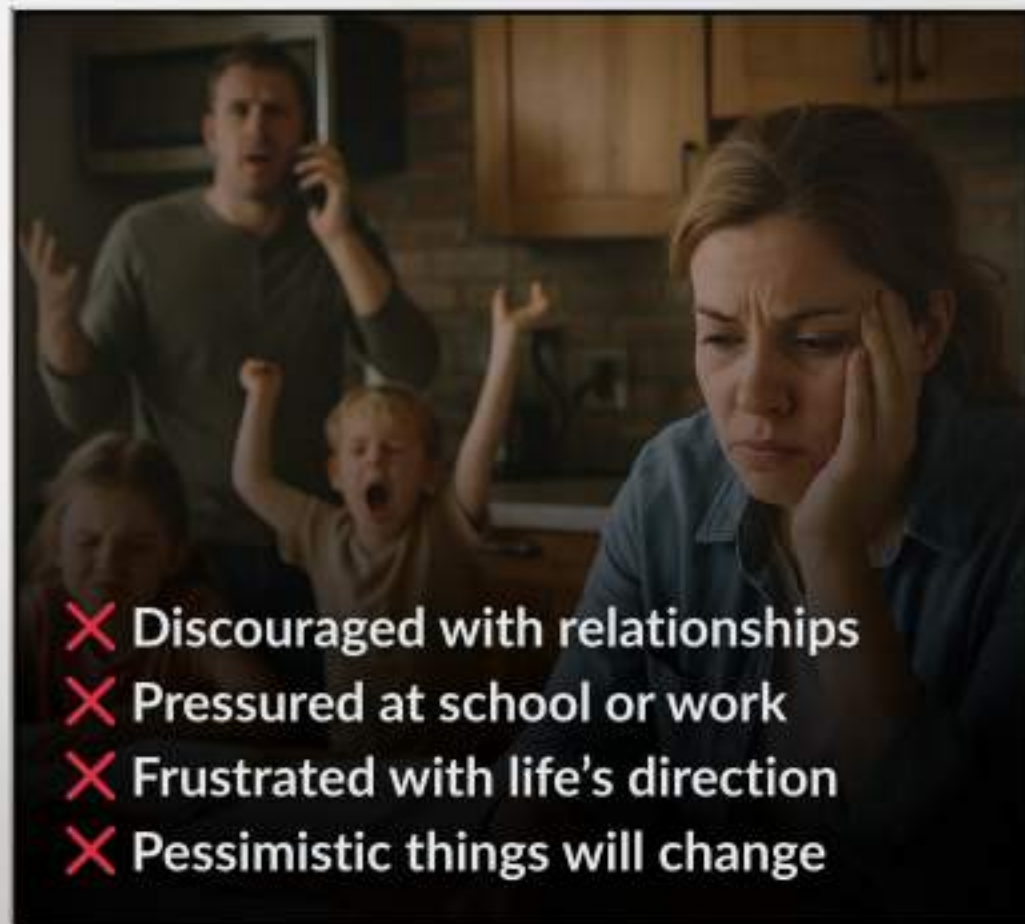 Discouraged with relationships
Pressured at school or work
Frustrated with life's direction
Pessimistic things will change